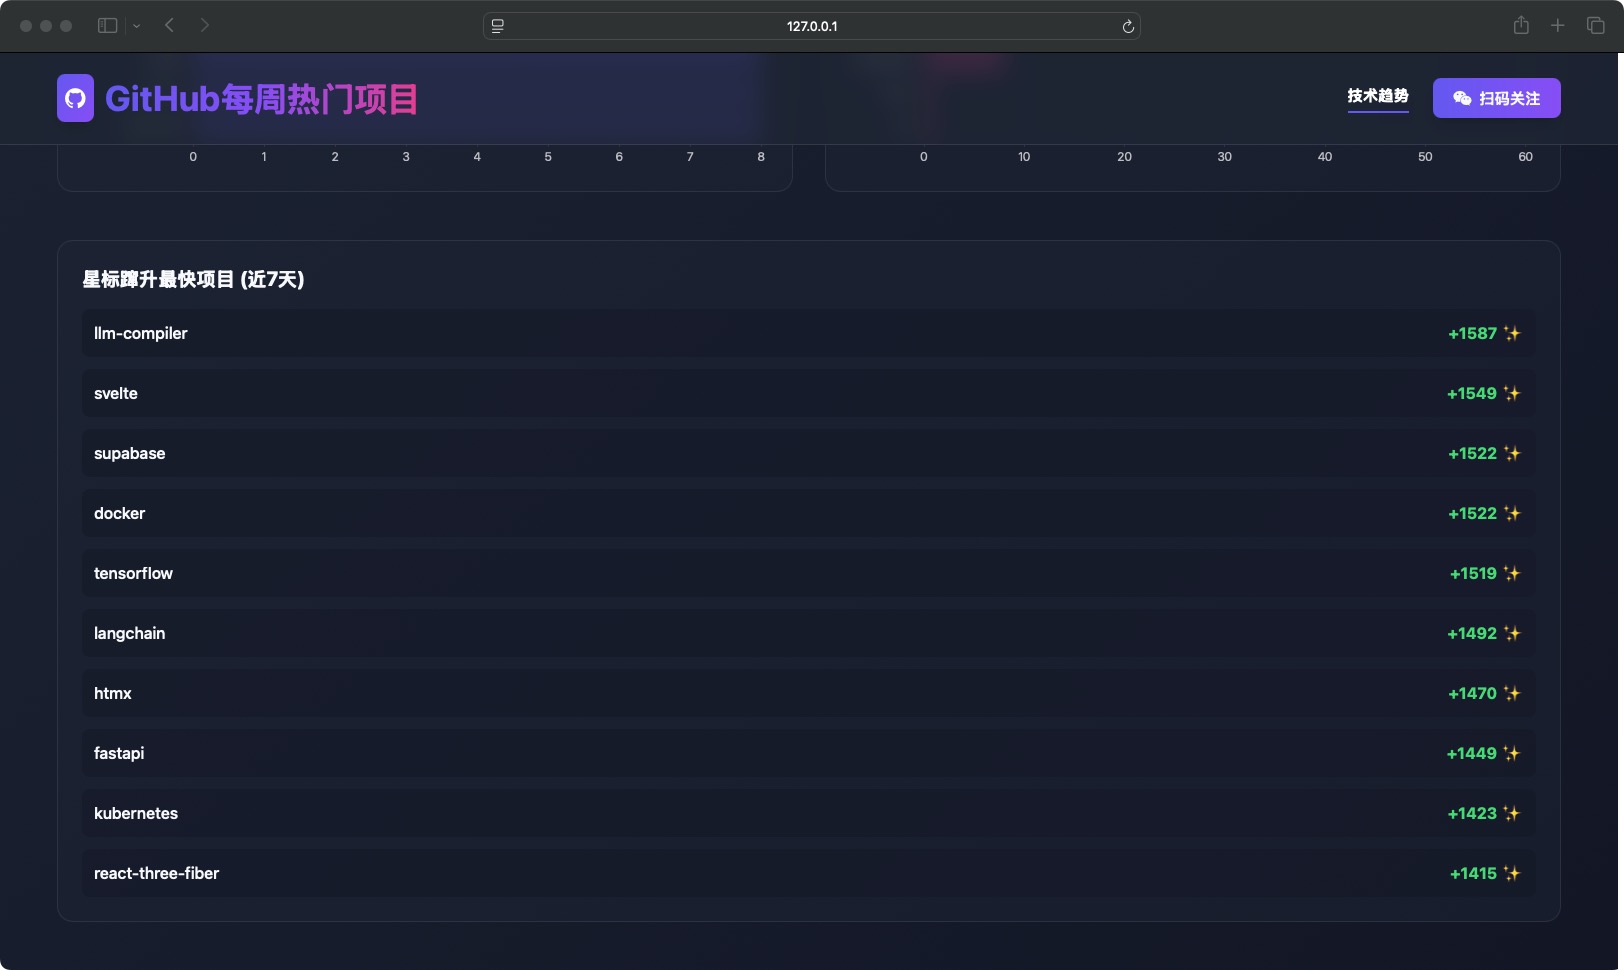 127.0.0.1
GitHub每周热门项目
技术趋势
扫码关注
0 1 2 3 4 5 6 7 8
0 10 20 30 40 50 60
星标蹿升最快项目 (近7天)
llm-compiler +1587 ✨
svelte +1549 ✨
supabase +1522 ✨
docker +1522 ✨
tensorflow +1519 ✨
langchain +1492 ✨
htmx +1470 ✨
fastapi +1449 ✨
kubernetes +1423 ✨
react-three-fiber +1415 ✨